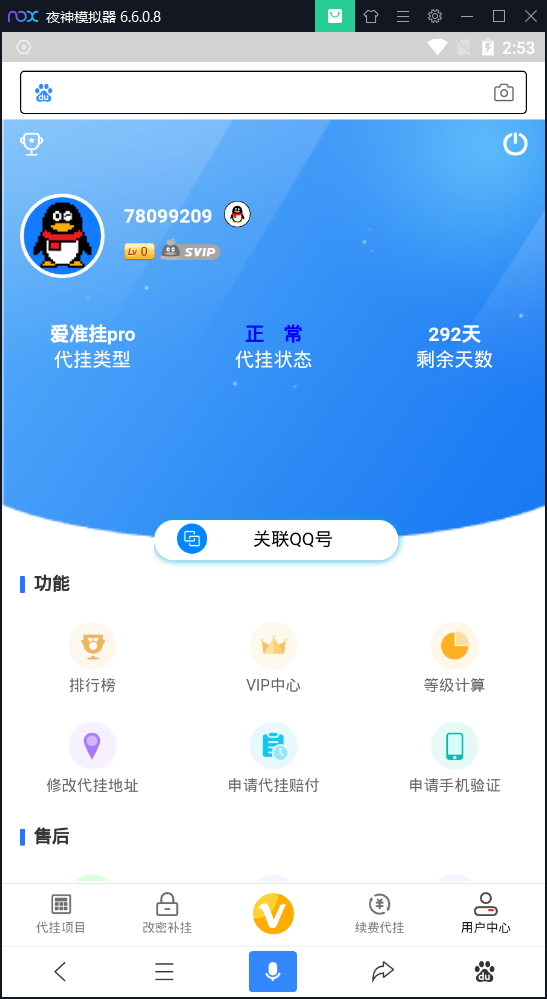 nox 夜神模拟器 6.6.0.8
2:53
du
78099209
Lv 0 SVIP
爱准挂pro 正 常 292天
代挂类型 代挂状态 剩余天数
关联QQ号
功能
排行榜 VIP中心 等级计算
修改代挂地址 申请代挂赔付 申请手机验证
售后
代挂项目 改密补挂 V 续费代挂 用户中心
du